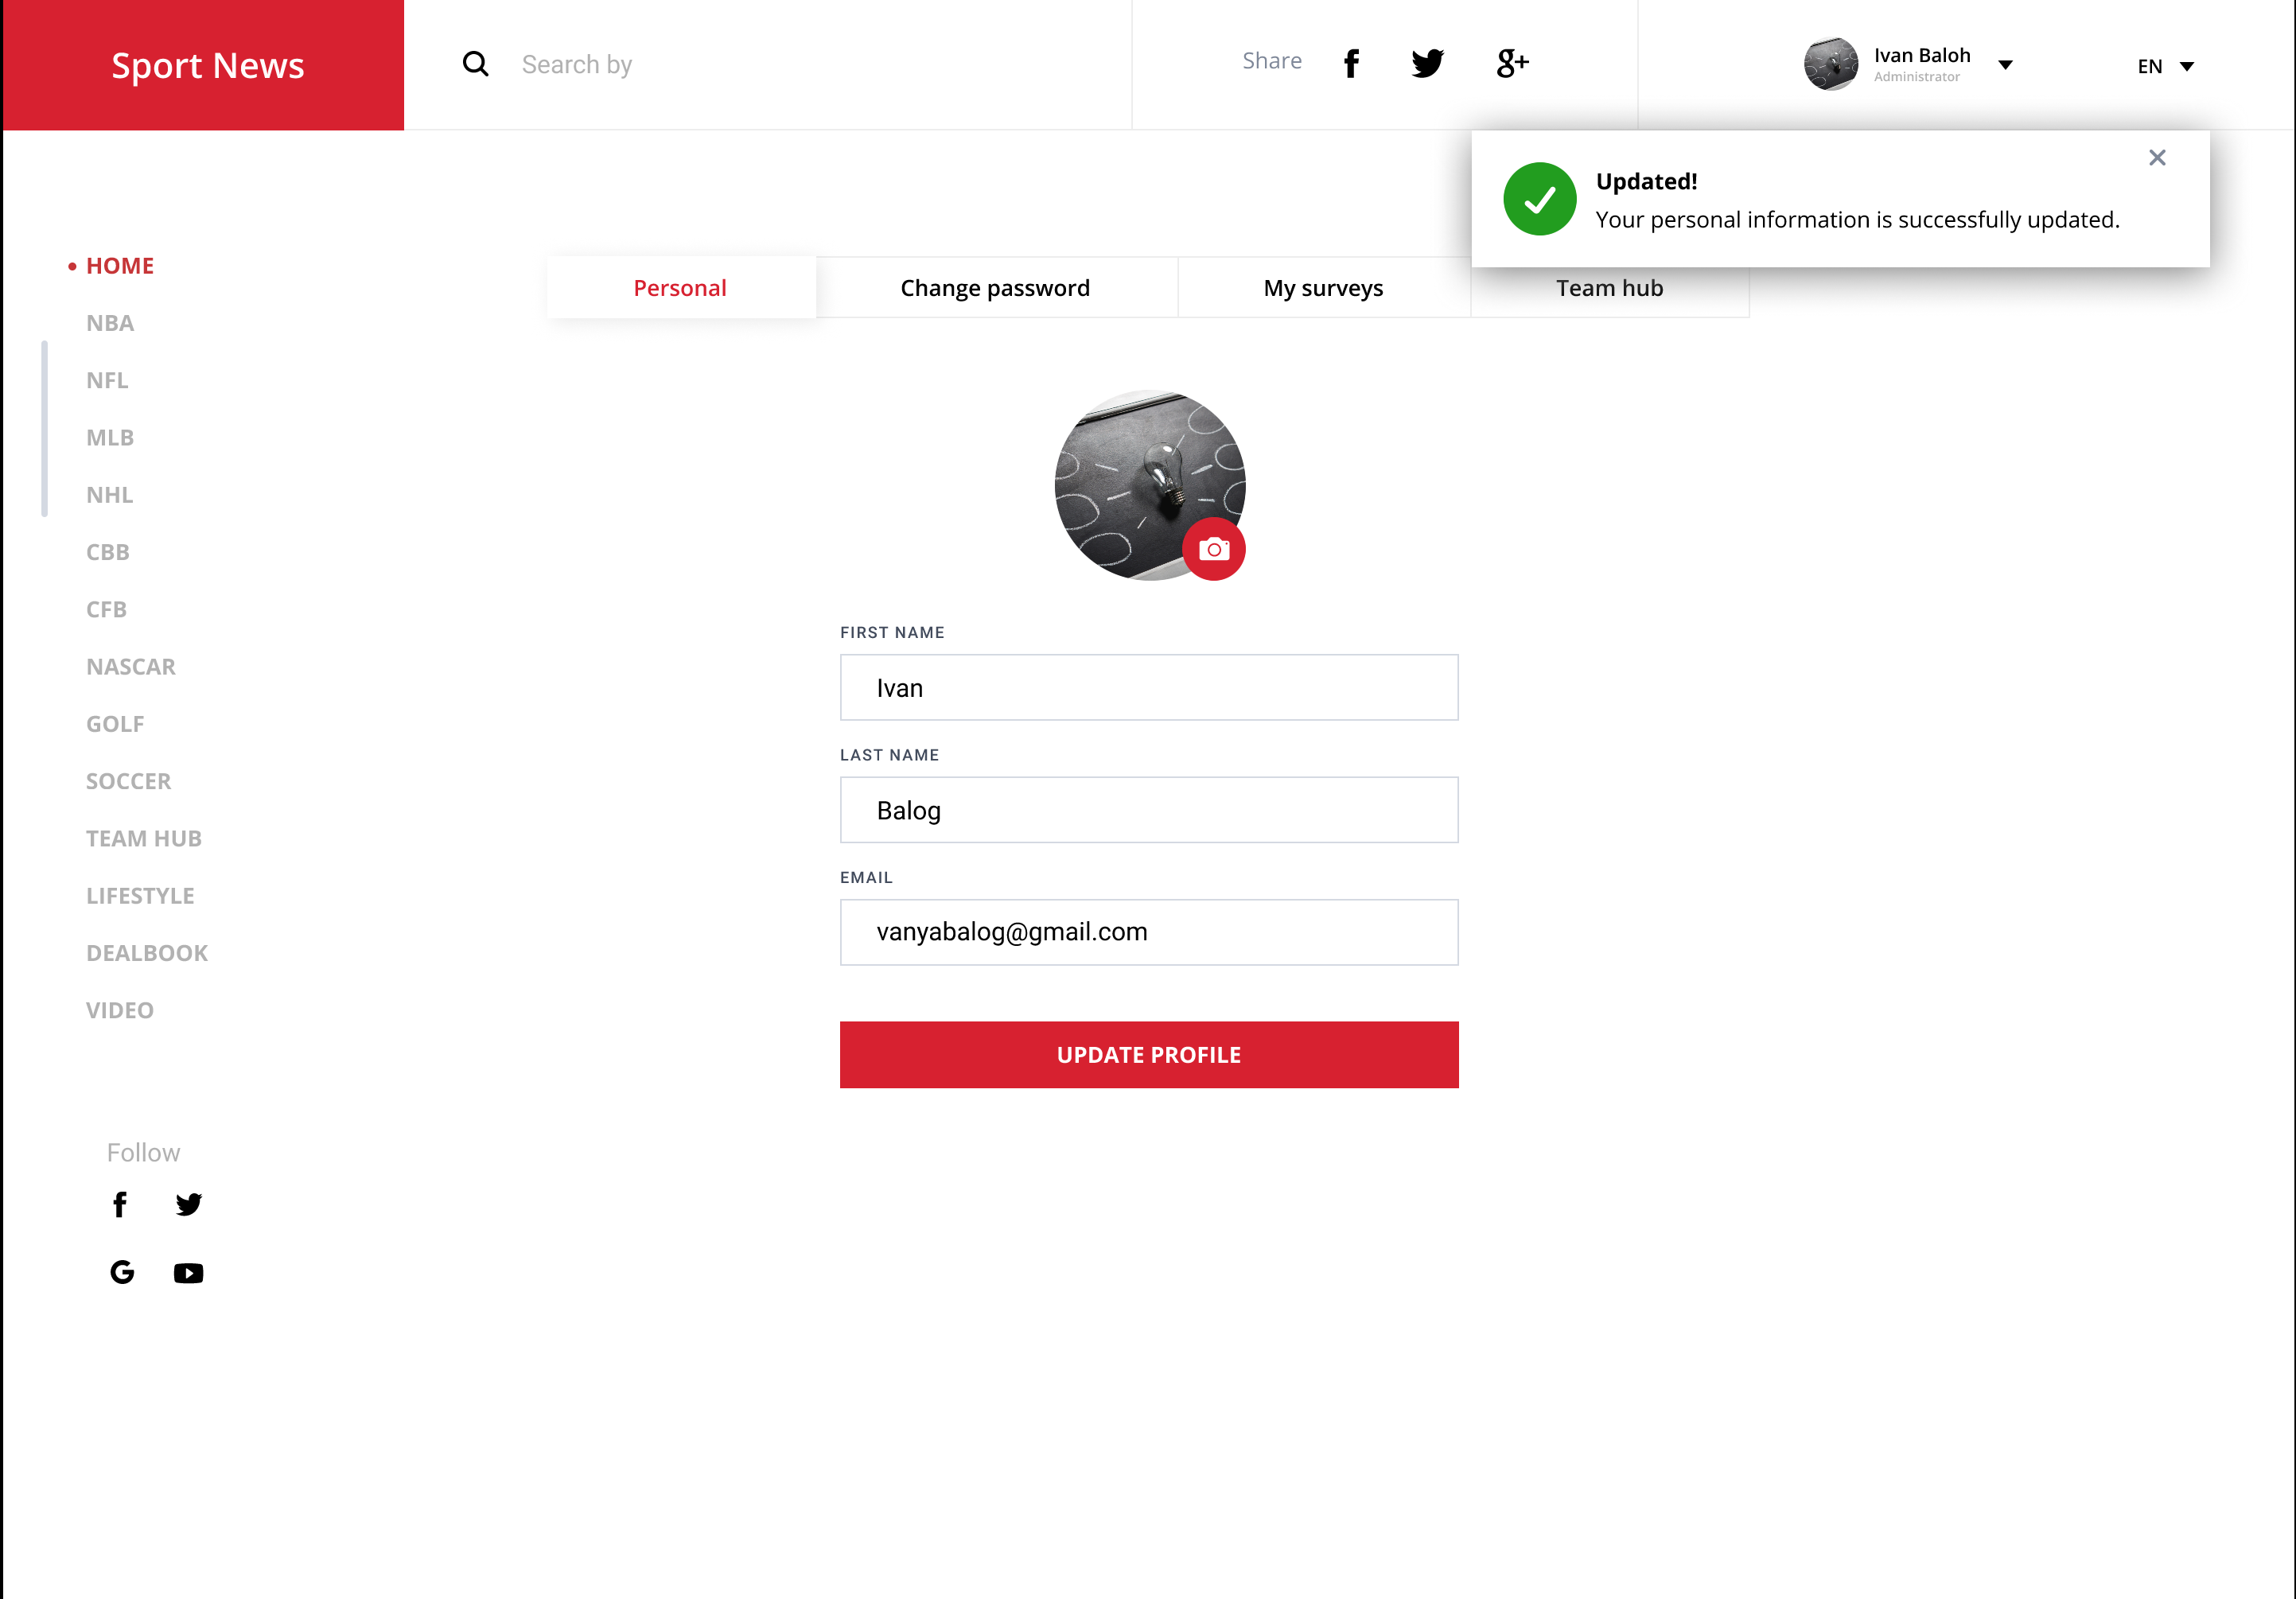 Sport News
Search by
Share
Ivan Baloh
Administrator
EN
Updated!
Your personal information is successfully updated.
HOME
NBA
NFL
MLB
NHL
CBB
CFB
NASCAR
GOLF
SOCCER
TEAM HUB
LIFESTYLE
DEALBOOK
VIDEO
Follow
Personal
Change password
My surveys
Team hub
FIRST NAME
Ivan
LAST NAME
Balog
EMAIL
vanyabalog@gmail.com
UPDATE PROFILE